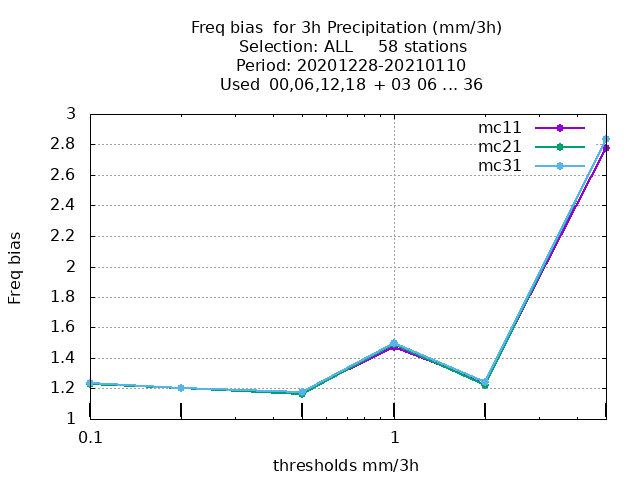 Freq bias  for 3h Precipitation (mm/3h)
Selection: ALL     58 stations
Period: 20201228-20210110
Used  00,06,12,18  + 03 06 ... 36
3
2.8
2.6
2.4
2.2
2
1.8
1.6
1.4
1.2
1
Freq bias
mc11
mc21
mc31
0.1
1
thresholds mm/3h